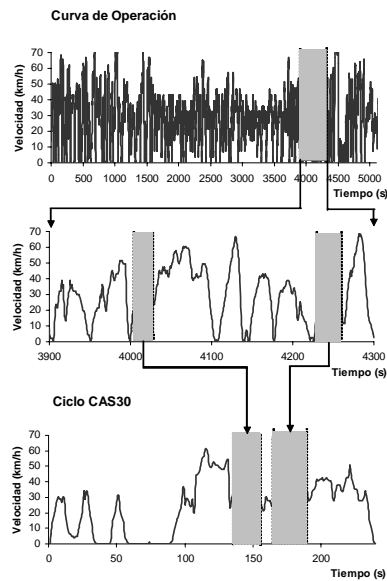 Curva de Operación
Velocidad (km/h)
70
60
50
40
30
20
10
0
0 500 1000 1500 2000 2500 3000 3500 4000 4500 5000
Tiempo (s)
Velocidad (km/h)
70
60
50
40
30
20
10
0
3900 4000 4100 4200 4300
Tiempo (s)
Ciclo CAS30
Velocidad (km/h)
70
60
50
40
30
20
10
0
0 50 100 150 200
Tiempo (s)